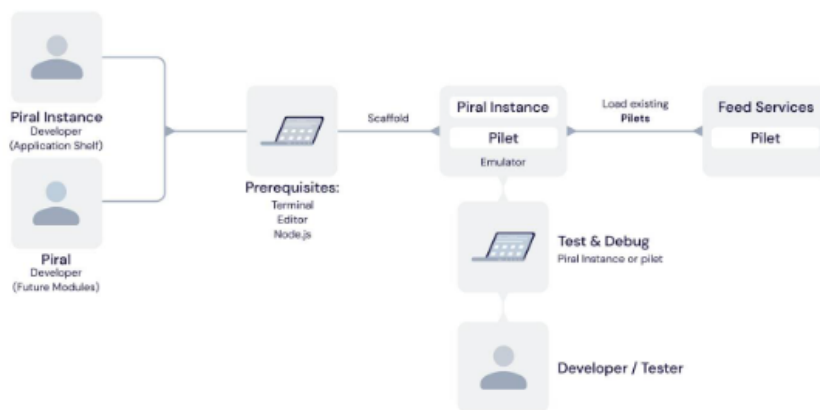 Piral Instance
Developer
(Application Shelf)
Piral
Developer
(Future Modules)
Prerequisites:
Terminal
Editor
Node.js
Scaffold
Piral Instance
Pilet
Emulator
Load existing
Pilets
Feed Services
Pilet
Test & Debug
Piral Instance or pilet
Developer / Tester